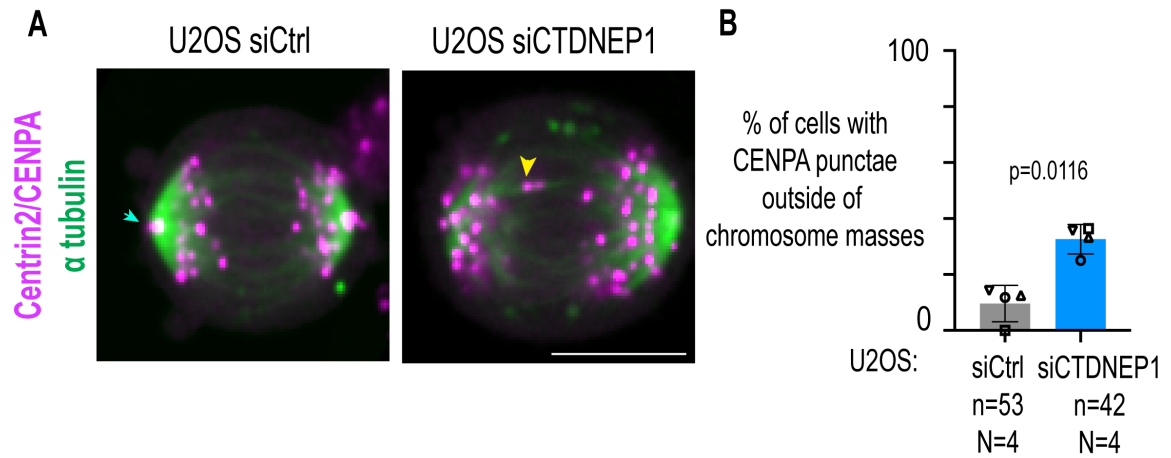 A
U2OS siCtrl
U2OS siCTDNEP1
Centrin2/CENPA
α tubulin
B
100
% of cells with
CENPA punctae
outside of
chromosome masses
p=0.0116
0
U2OS:
siCtrl
siCTDNEP1
n=53
n=42
N=4
N=4